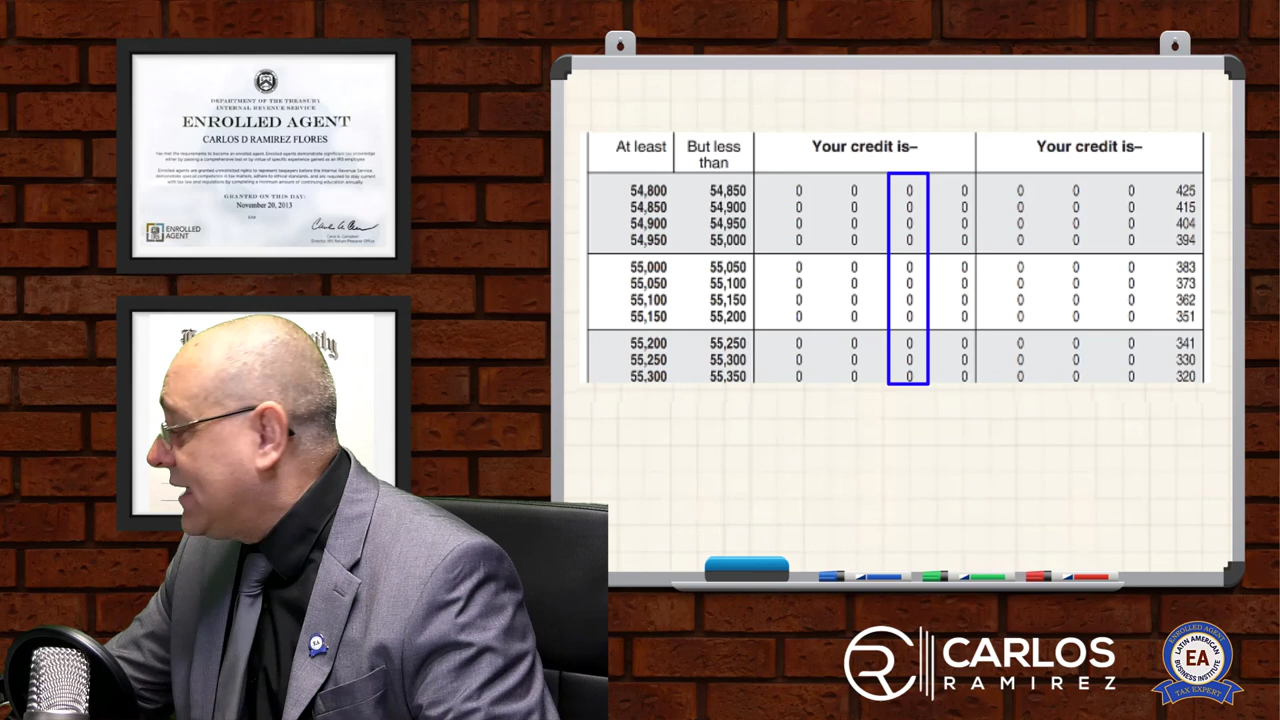 DEPARTMENT OF THE TREASURY
INTERNAL REVENUE SERVICE
ENROLLED AGENT
CARLOS D RAMIREZ FLORES
GRANTED ON THIS DAY:
November 20, 2013
ENROLLED
AGENT
At least But less than Your credit is– Your credit is–
54,800 54,850 0 0 0 0 0 0 0 425
54,850 54,900 0 0 0 0 0 0 0 415
54,900 54,950 0 0 0 0 0 0 0 404
54,950 55,000 0 0 0 0 0 0 0 394
55,000 55,050 0 0 0 0 0 0 0 383
55,050 55,100 0 0 0 0 0 0 0 373
55,100 55,150 0 0 0 0 0 0 0 362
55,150 55,200 0 0 0 0 0 0 0 351
55,200 55,250 0 0 0 0 0 0 0 341
55,250 55,300 0 0 0 0 0 0 0 330
55,300 55,350 0 0 0 0 0 0 0 320
EA
CARLOS
RAMIREZ
ENROLLED AGENT
LATIN AMERICAN
EA
BUSINESS INSTITUTE
TAX EXPERT